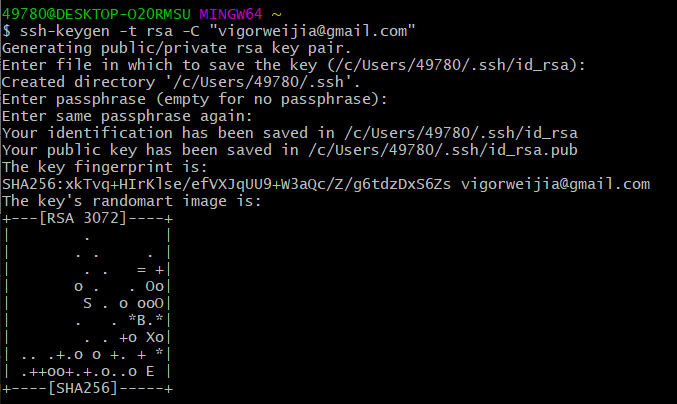 49780@DESKTOP-O2ORMSU MINGW64 ~
$ ssh-keygen -t rsa -C "vigorweijia@gmail.com"
Generating public/private rsa key pair.
Enter file in which to save the key (/c/Users/49780/.ssh/id_rsa):
Created directory '/c/Users/49780/.ssh'.
Enter passphrase (empty for no passphrase):
Enter same passphrase again:
Your identification has been saved in /c/Users/49780/.ssh/id_rsa
Your public key has been saved in /c/Users/49780/.ssh/id_rsa.pub
The key fingerprint is:
SHA256:xkTvq+HIrKlse/efVXJqUU9+W3aQc/Z/g6tdzDxS6Zs vigorweijia@gmail.com
The key's randomart image is:
+---[RSA 3072]----+
|        .        |
|       . .     . |
|        . .   = +|
|       o .   . Oo|
|        S . o ooO|
|       .   . *B.*|
|        . . +o Xo|
| .. .+.o o +. + *|
| .++oo+.+.o..o E |
+----[SHA256]-----+